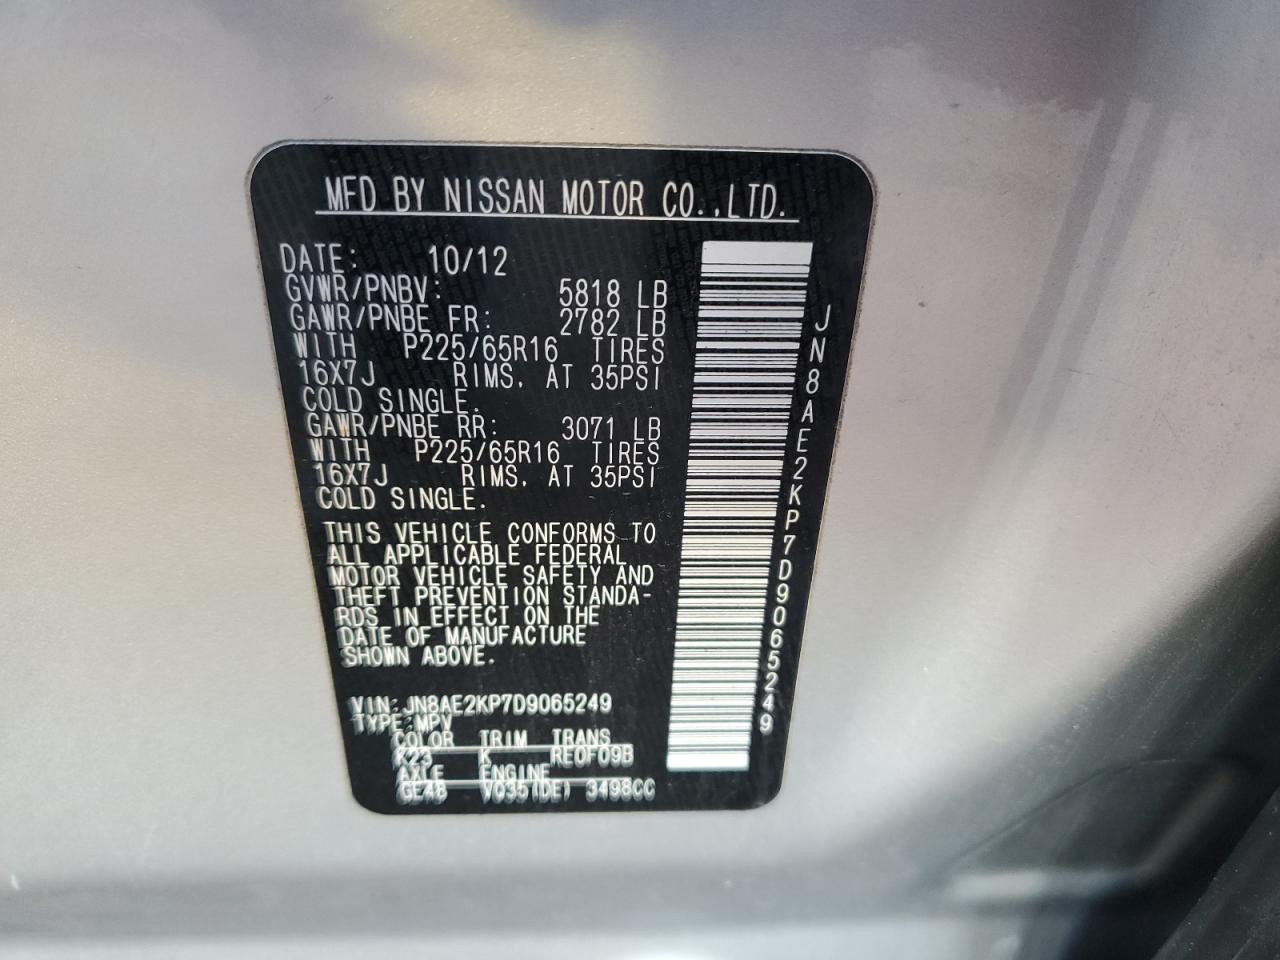 MFD BY NISSAN MOTOR CO.,LTD.
DATE: 10/12
GVWR/PNBV: 5818 LB
GAWR/PNBE FR: 2782 LB
WITH P225/65R16 TIRES
16X7J RIMS. AT 35PSI
COLD SINGLE.
GAWR/PNBE RR: 3071 LB
WITH P225/65R16 TIRES
16X7J RIMS. AT 35PSI
COLD SINGLE.
THIS VEHICLE CONFORMS TO
ALL APPLICABLE FEDERAL
MOTOR VEHICLE SAFETY AND
THEFT PREVENTION STANDA-
RDS IN EFFECT ON THE
DATE OF MANUFACTURE
SHOWN ABOVE.
VIN: JN8AE2KP7D9065249
TYPE: MPV
COLOR TRIM TRANS
K23 K RE0F09B
AXLE ENGINE
GE48 VQ35(DE) 3498CC
JN8AE2KP7D9065249